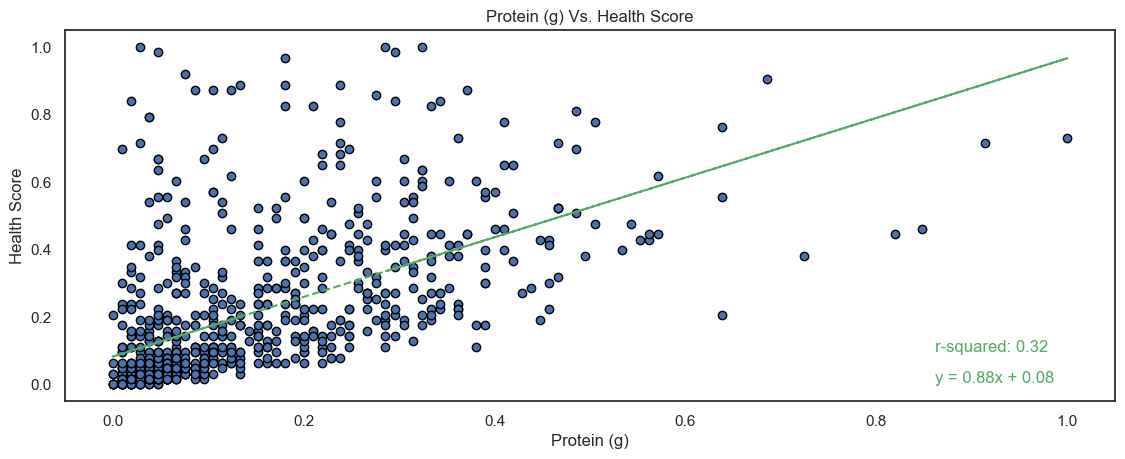 Protein (g) Vs. Health Score
1.0
0.8
0.6
0.4
0.2
0.0
Health Score
r-squared: 0.32
y = 0.88x + 0.08
0.0 0.2 0.4 0.6 0.8 1.0
Protein (g)